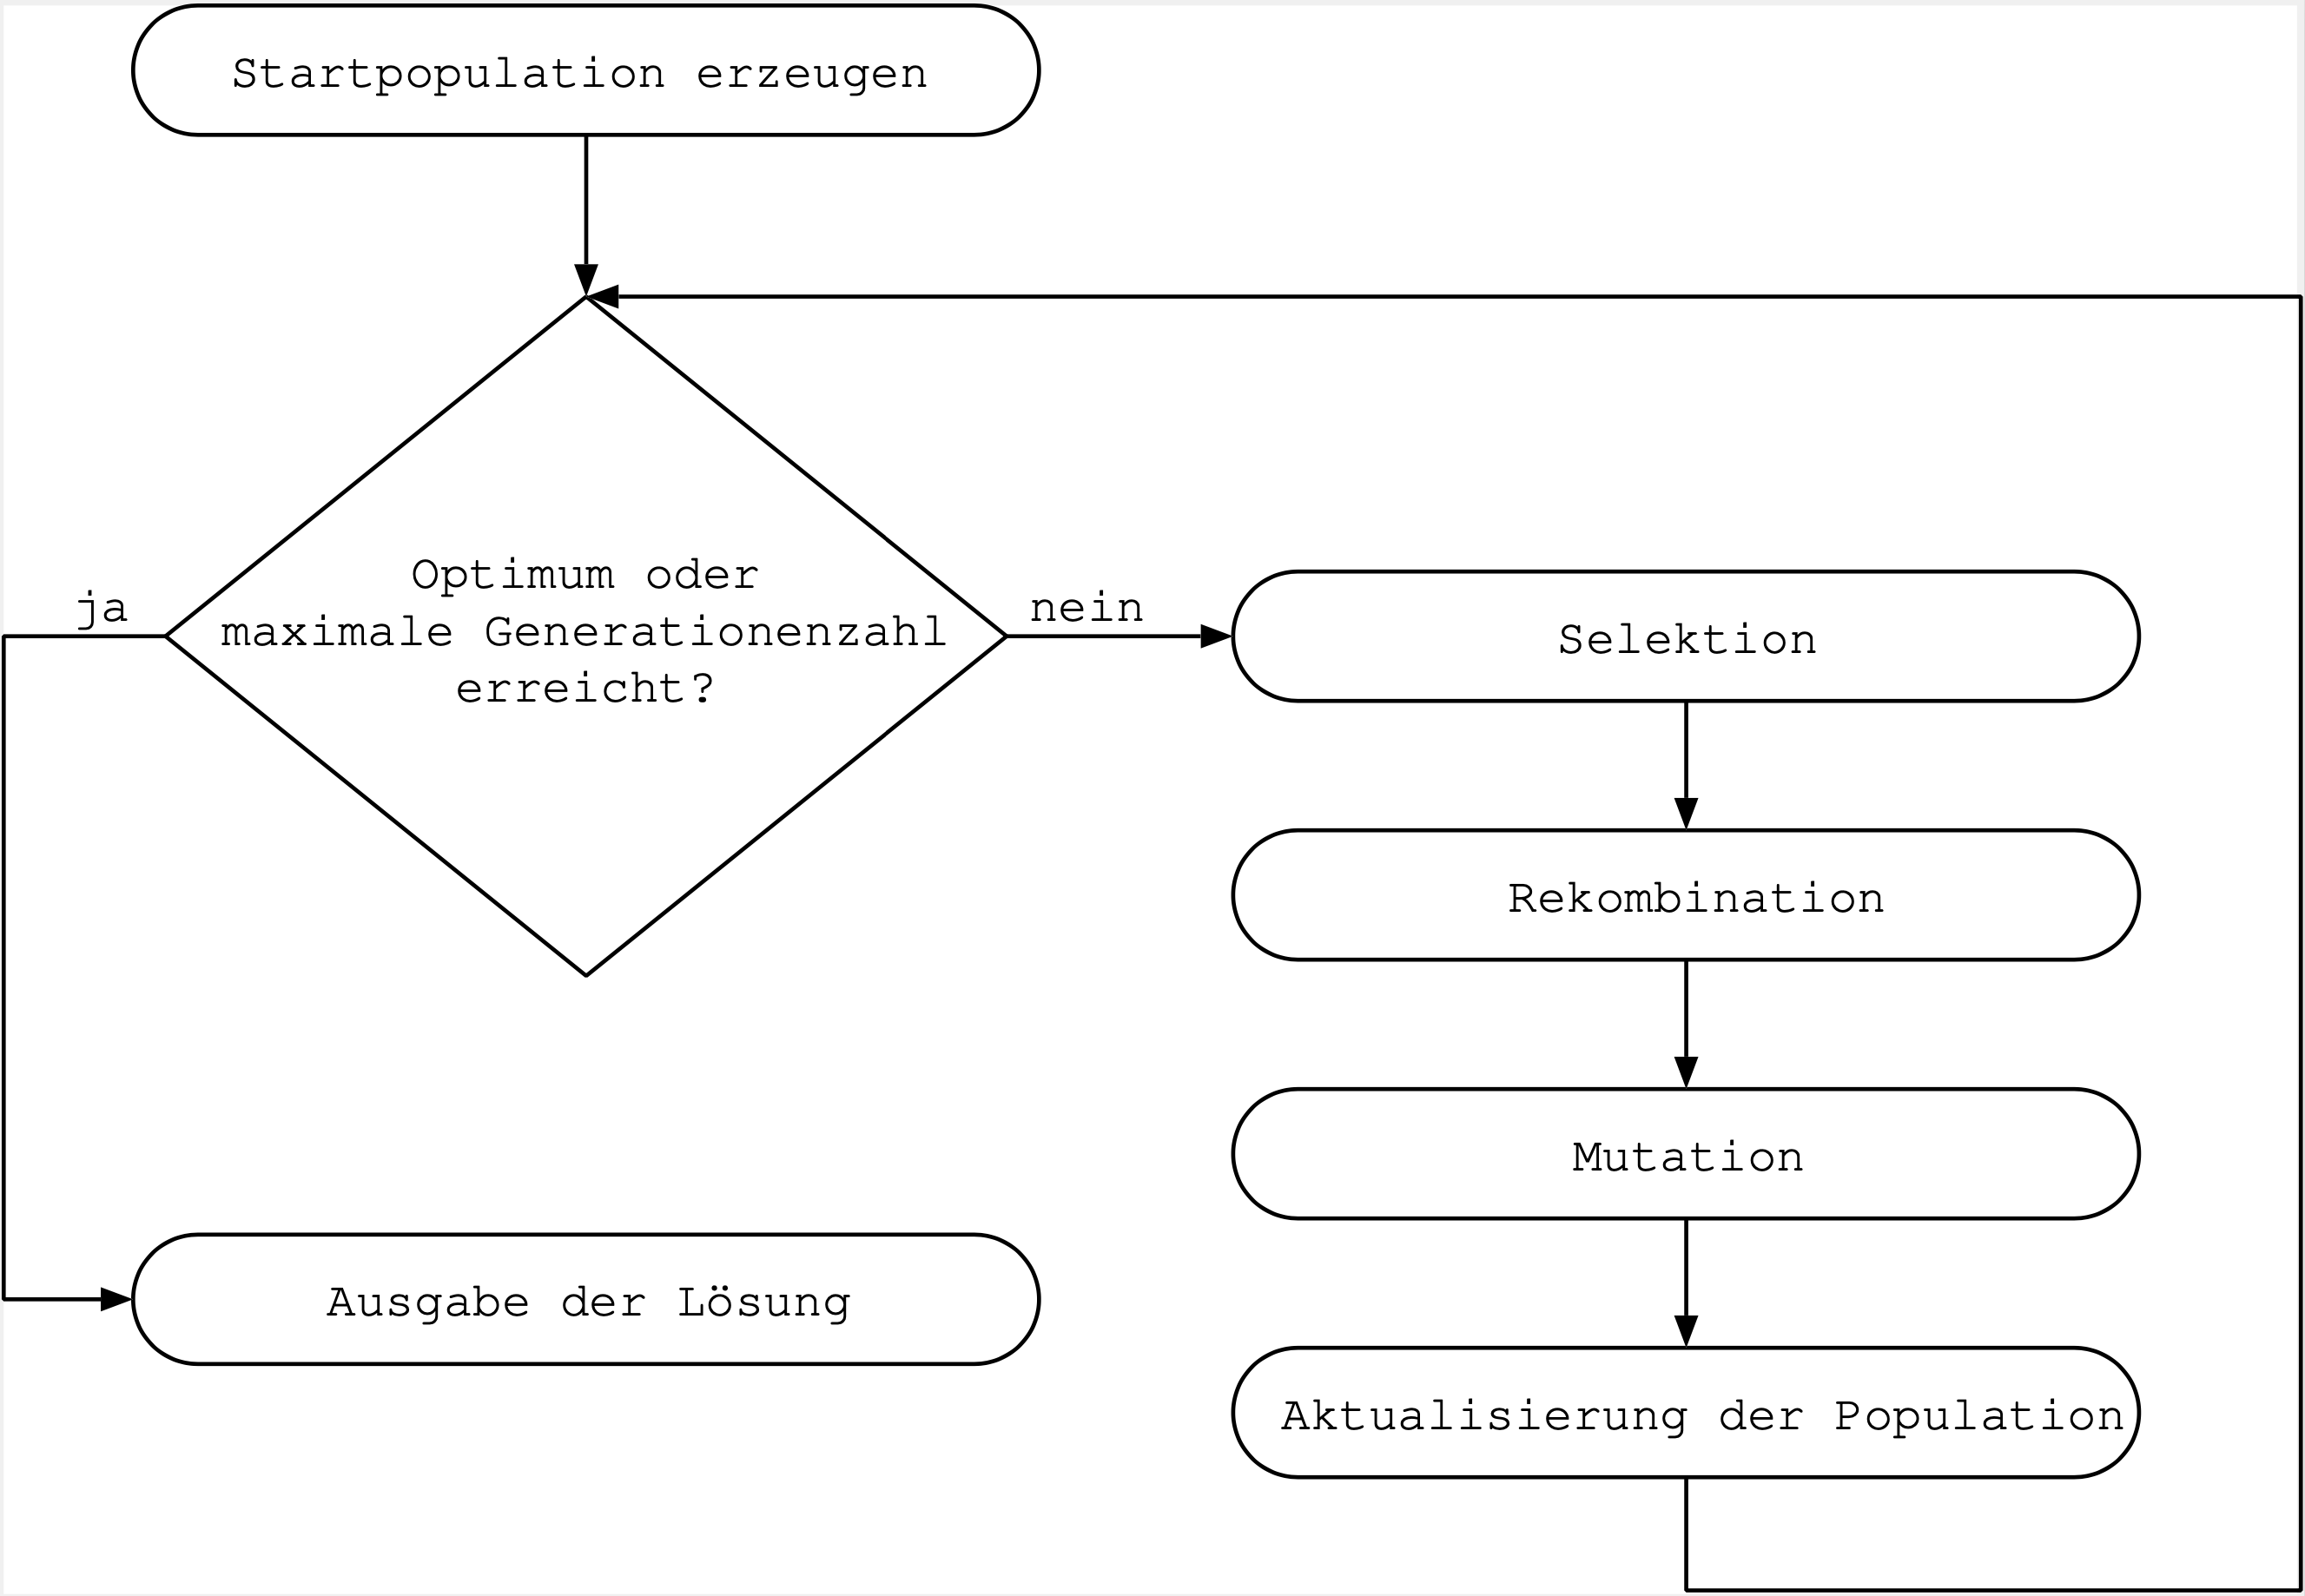 Startpopulation erzeugen
Optimum oder
maximale Generationenzahl
erreicht?
ja
nein
Selektion
Rekombination
Mutation
Aktualisierung der Population
Ausgabe der Lösung